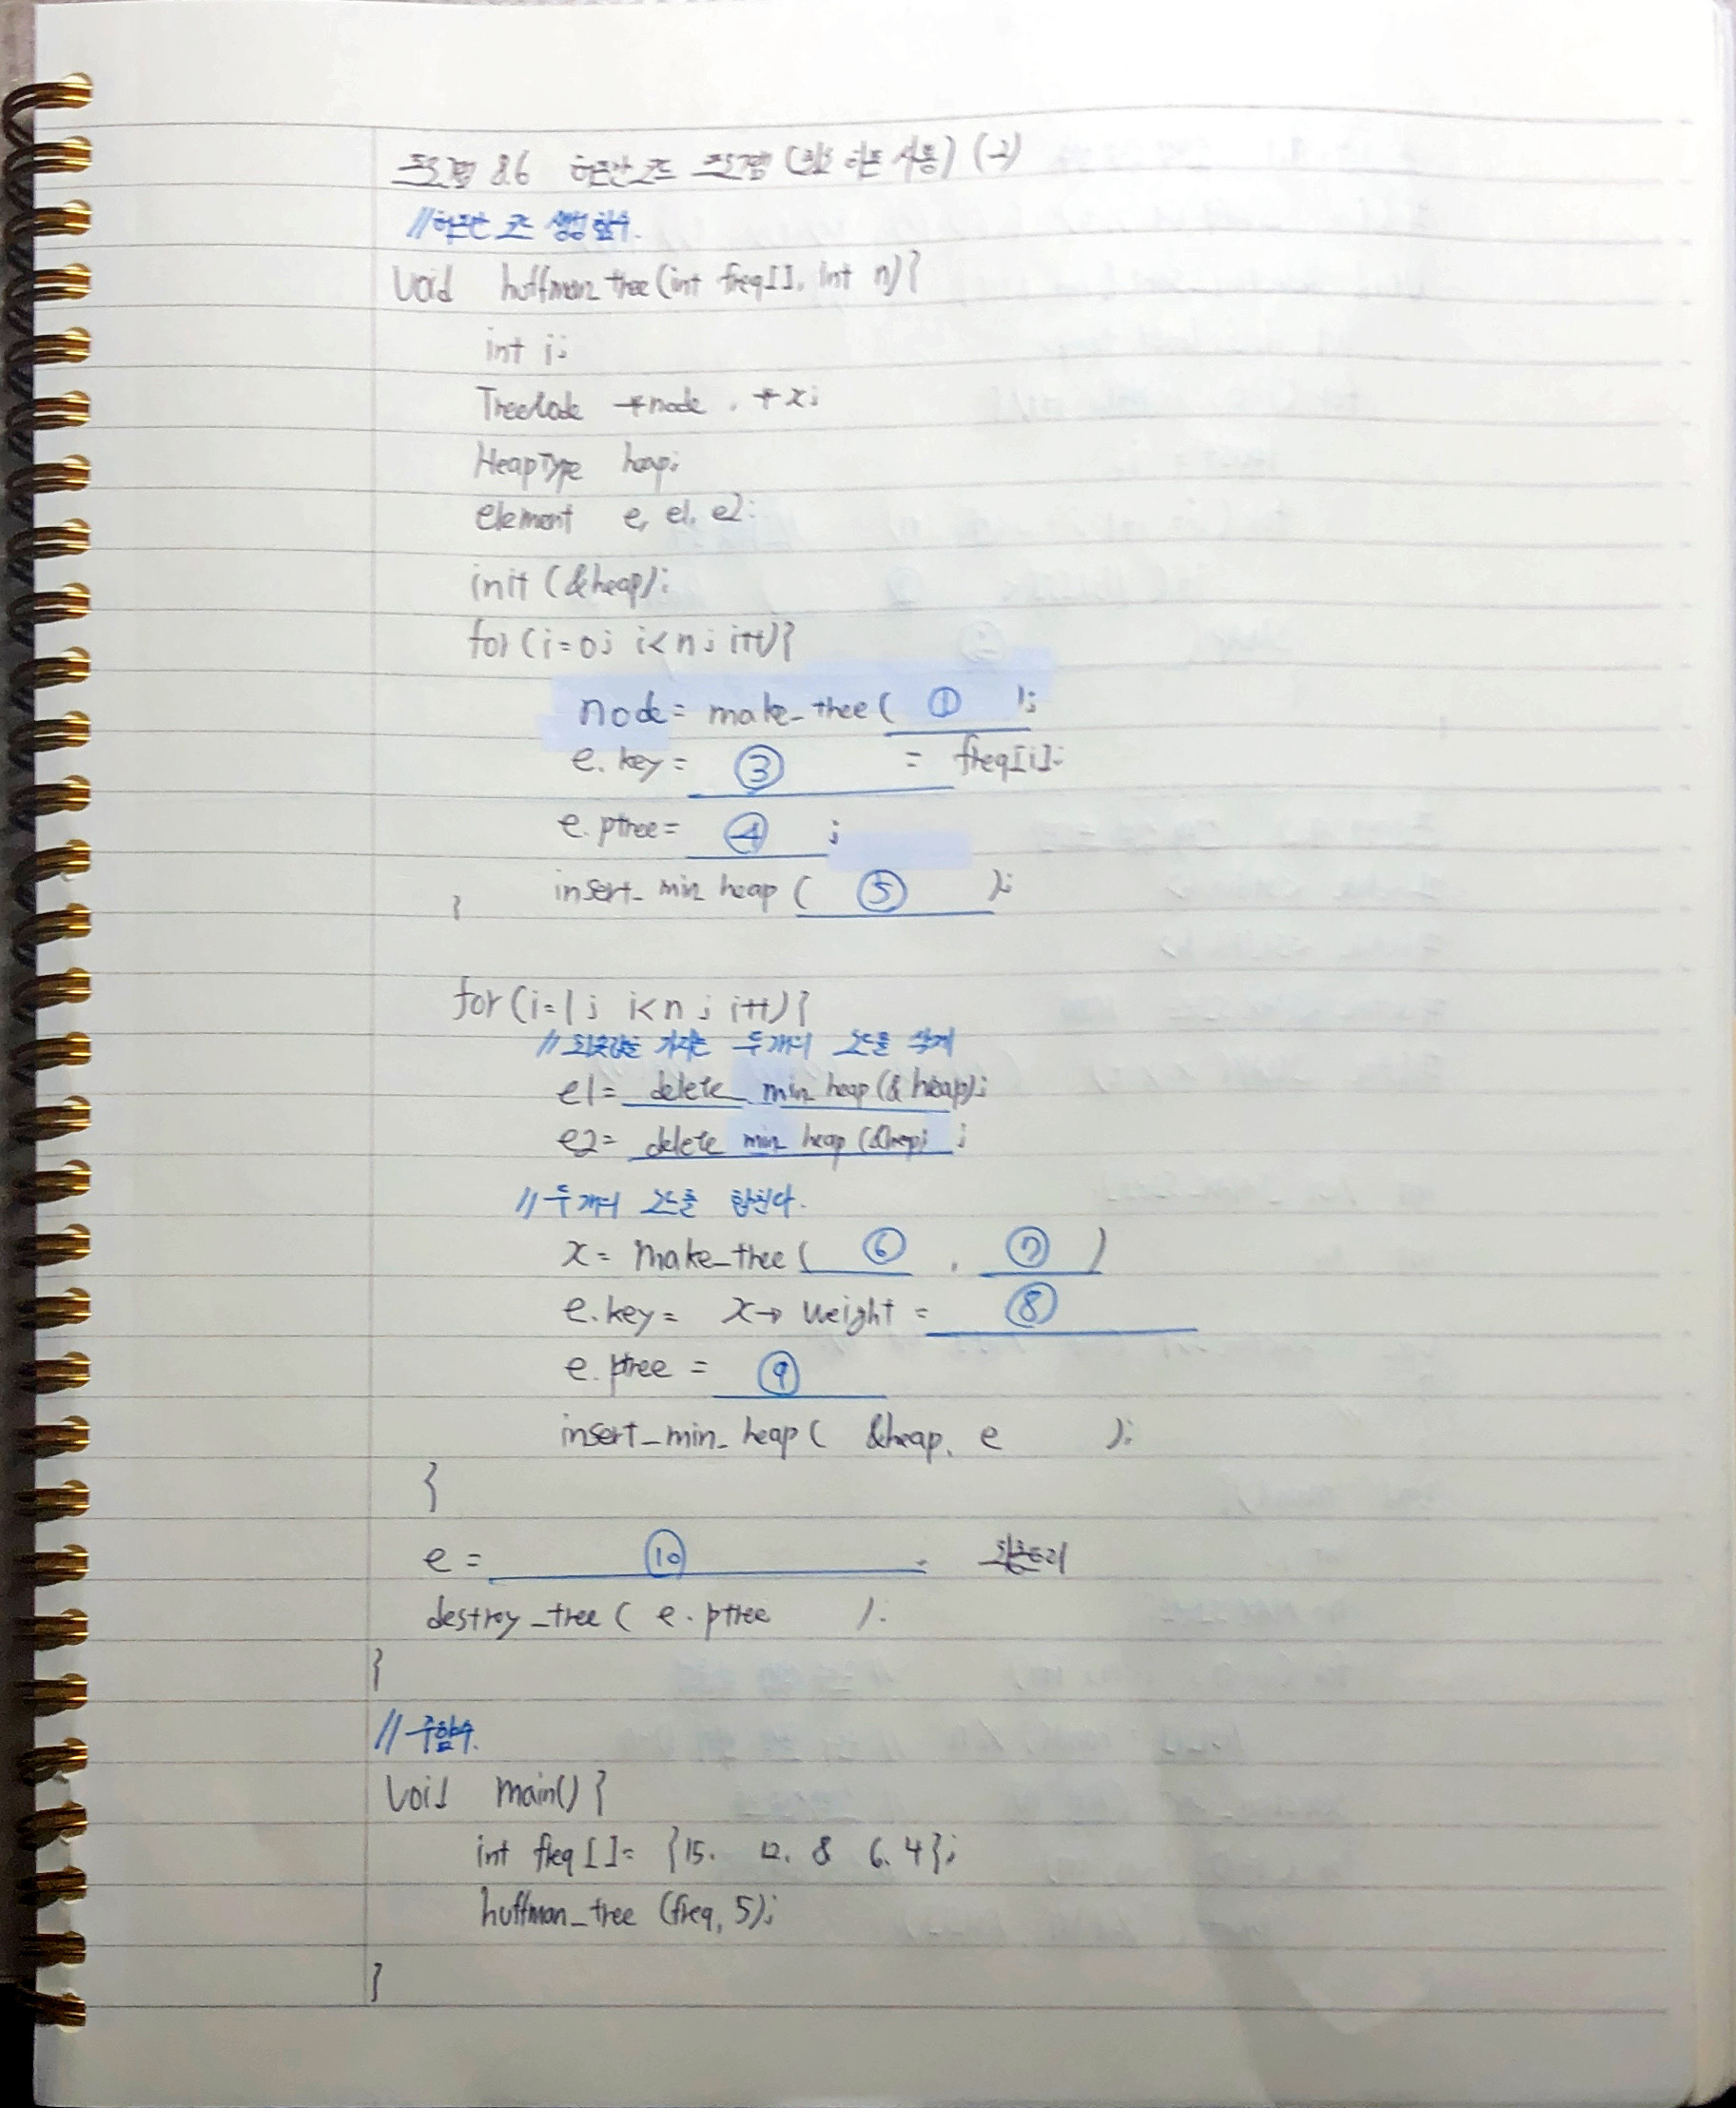 프로그램 8.6 허프만 코드 프로그램 (최소 히프 사용) (2)
//허프만 코드 생성 함수.
void huffman_tree(int freq[], int n){
int i;
TreeNode *node, *x;
HeapType heap;
element e, e1, e2;
init (&heap);
for (i=0; i<n; i++){
node= make_tree( ① );
e. key= ③ = freq[i];
e. ptree= ④ ;
insert_min_heap ( ⑤ );
}
for (i=1; i<n; i++){
// 최솟값을 가지는 두개의 노드를 삭제
e1= delete_min_heap (&heap);
e2= delete min_heap (&heap) ;
// 두개의 노드를 합친다.
x= make_tree ( ⑥ , ⑦ )
e.key= x→ weight = ⑧
e. ptree = ⑨
insert_min_heap ( &heap, e );
}
e = ⑩ . 최종트리
destroy_tree ( e. ptree );
}
// 주함수.
void main() {
int freq []= {15. 12. 8 6. 4};
huffman_tree (freq, 5);
}